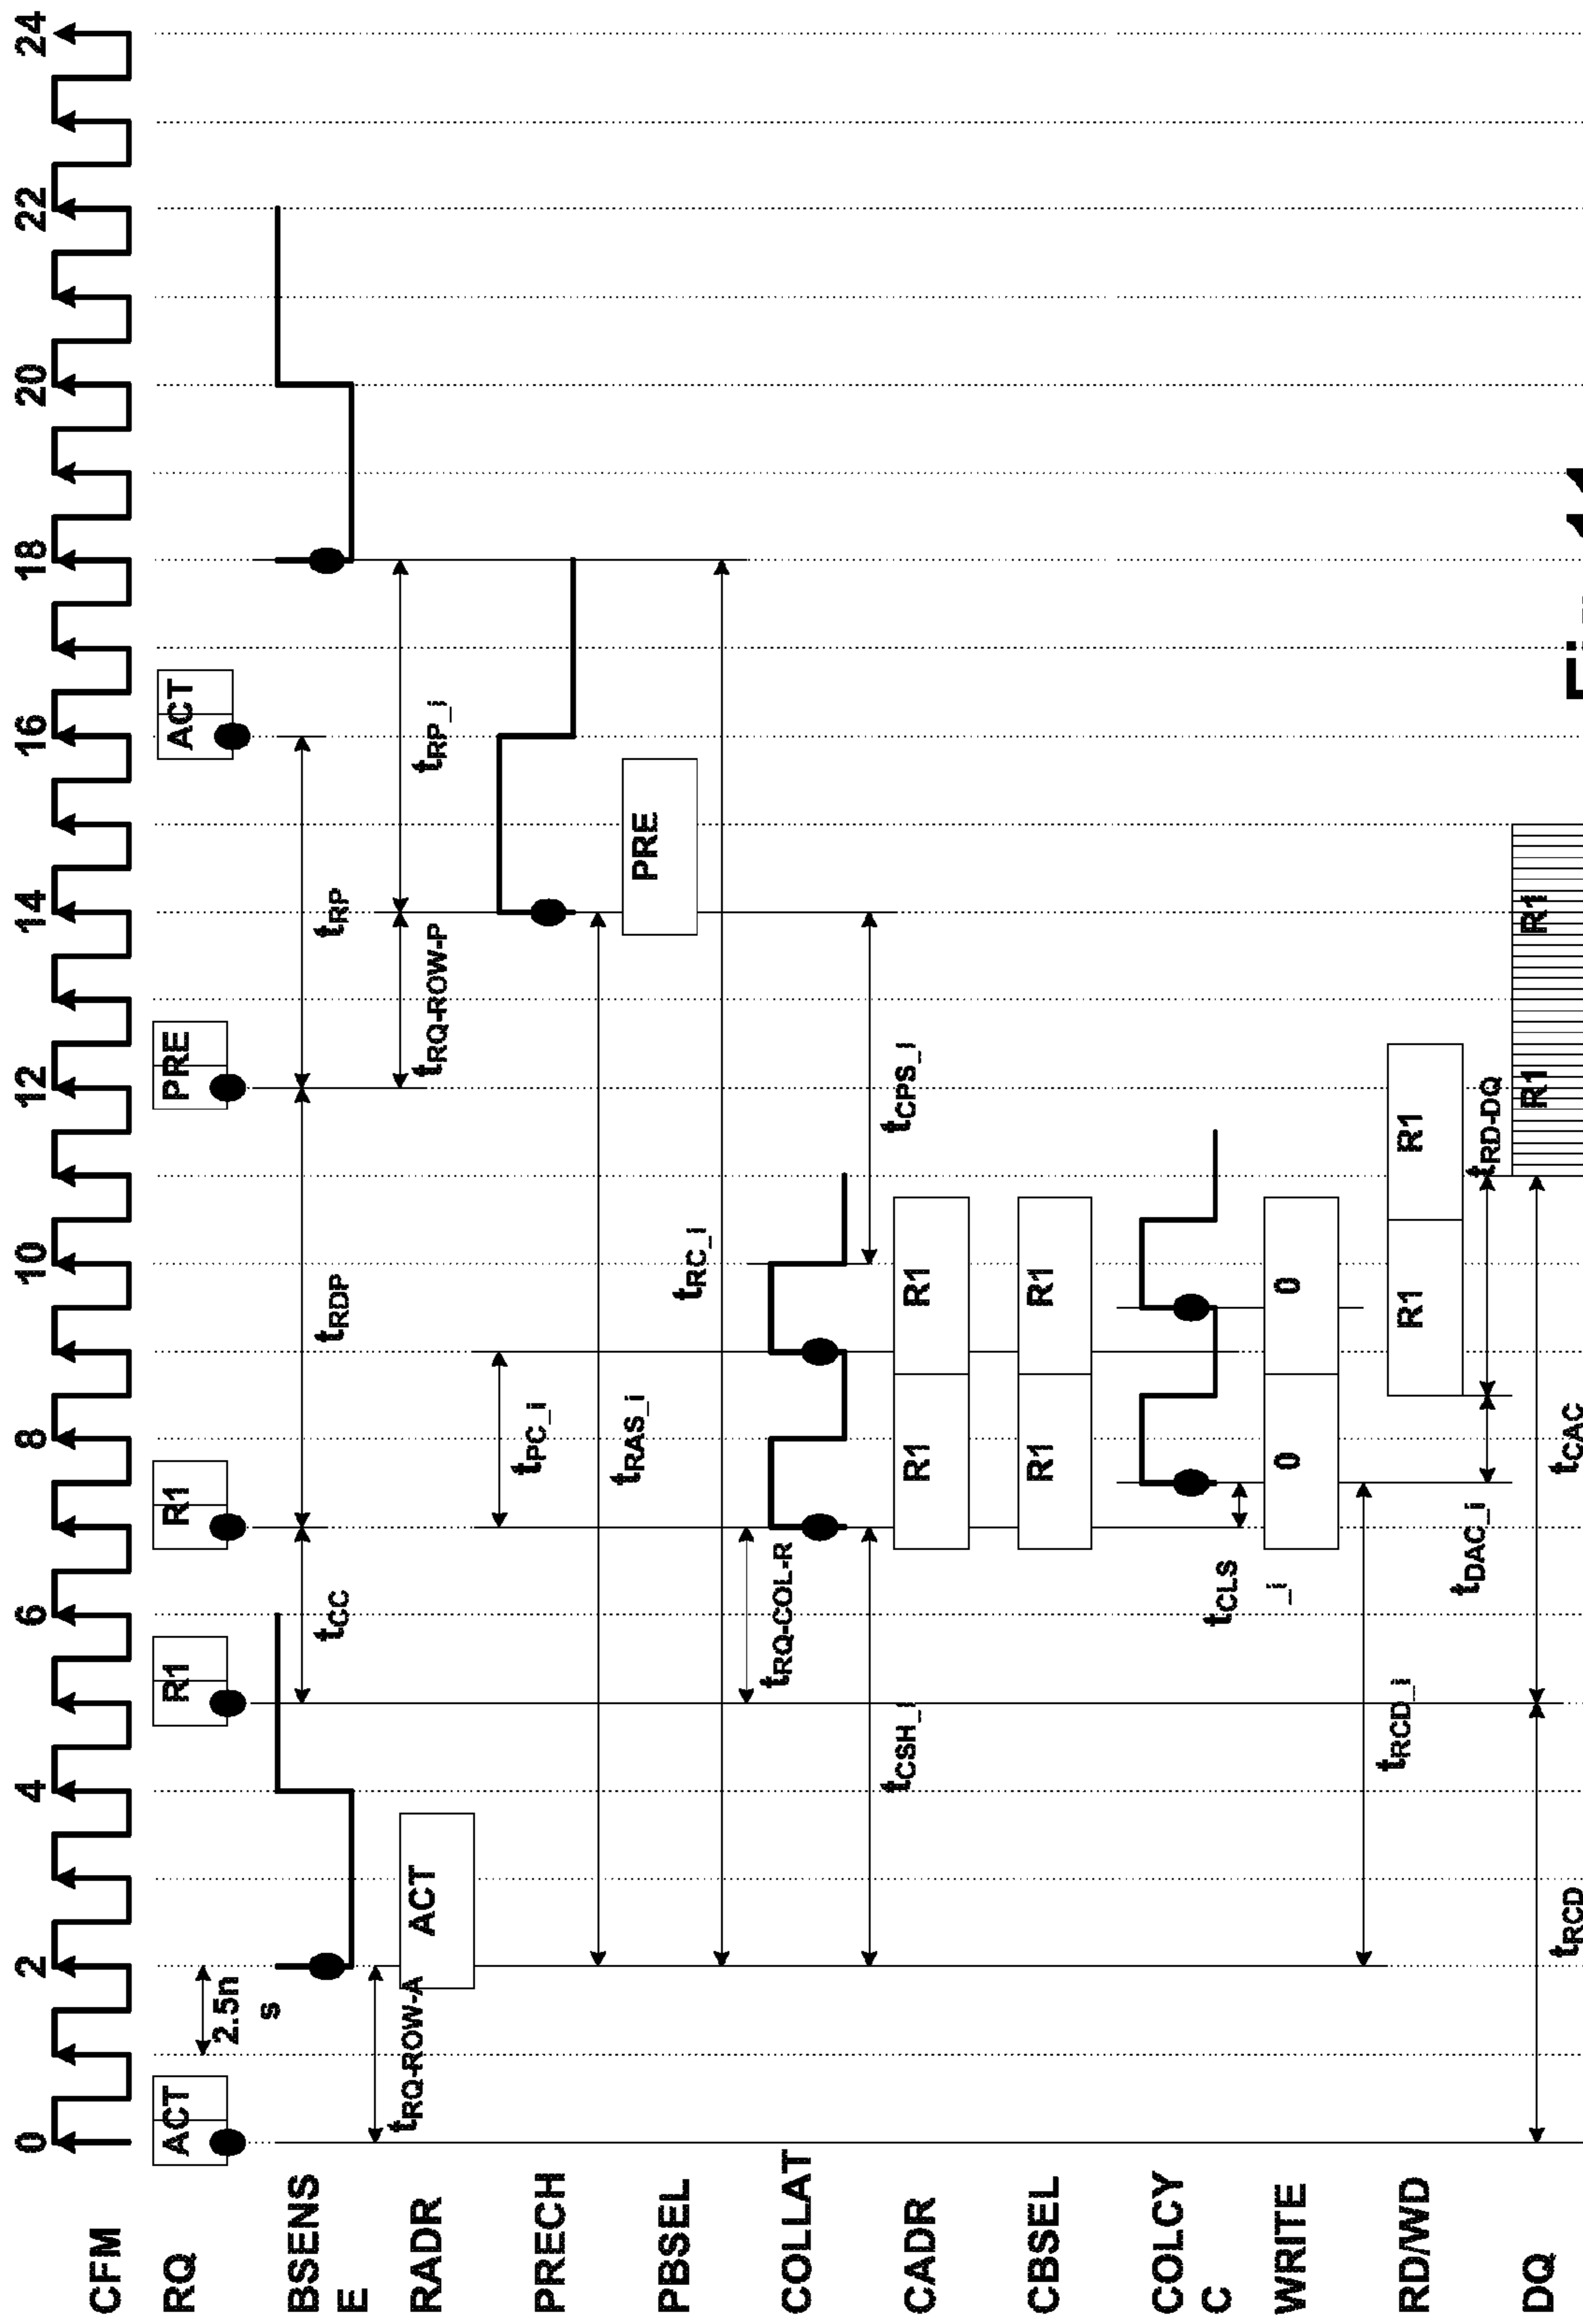 0 2 4 6 8 10 12 14 16 18 20 22 24
CFM
RQ
ACT R1 R1 PRE ACT
2.5n
s
BSENS
E
tCC tRDP tRP
RADR
tRQ-ROW-A
ACT
tRQ-ROW-P tRP_i
PRECH
tPC_i
tRAS_i
PBSEL
PRE
tRC_i
COLLAT
tRQ-COL-R
tCSH_i
tCPS_i
CADR
R1 R1
CBSEL
R1 R1
COLCY
C
tCLS
_i
WRITE
0 0
tRCD_i
RD/WD
R1 R1
tDAC_i
tRD-DQ
DQ
R1 R1
tRCD tCAC